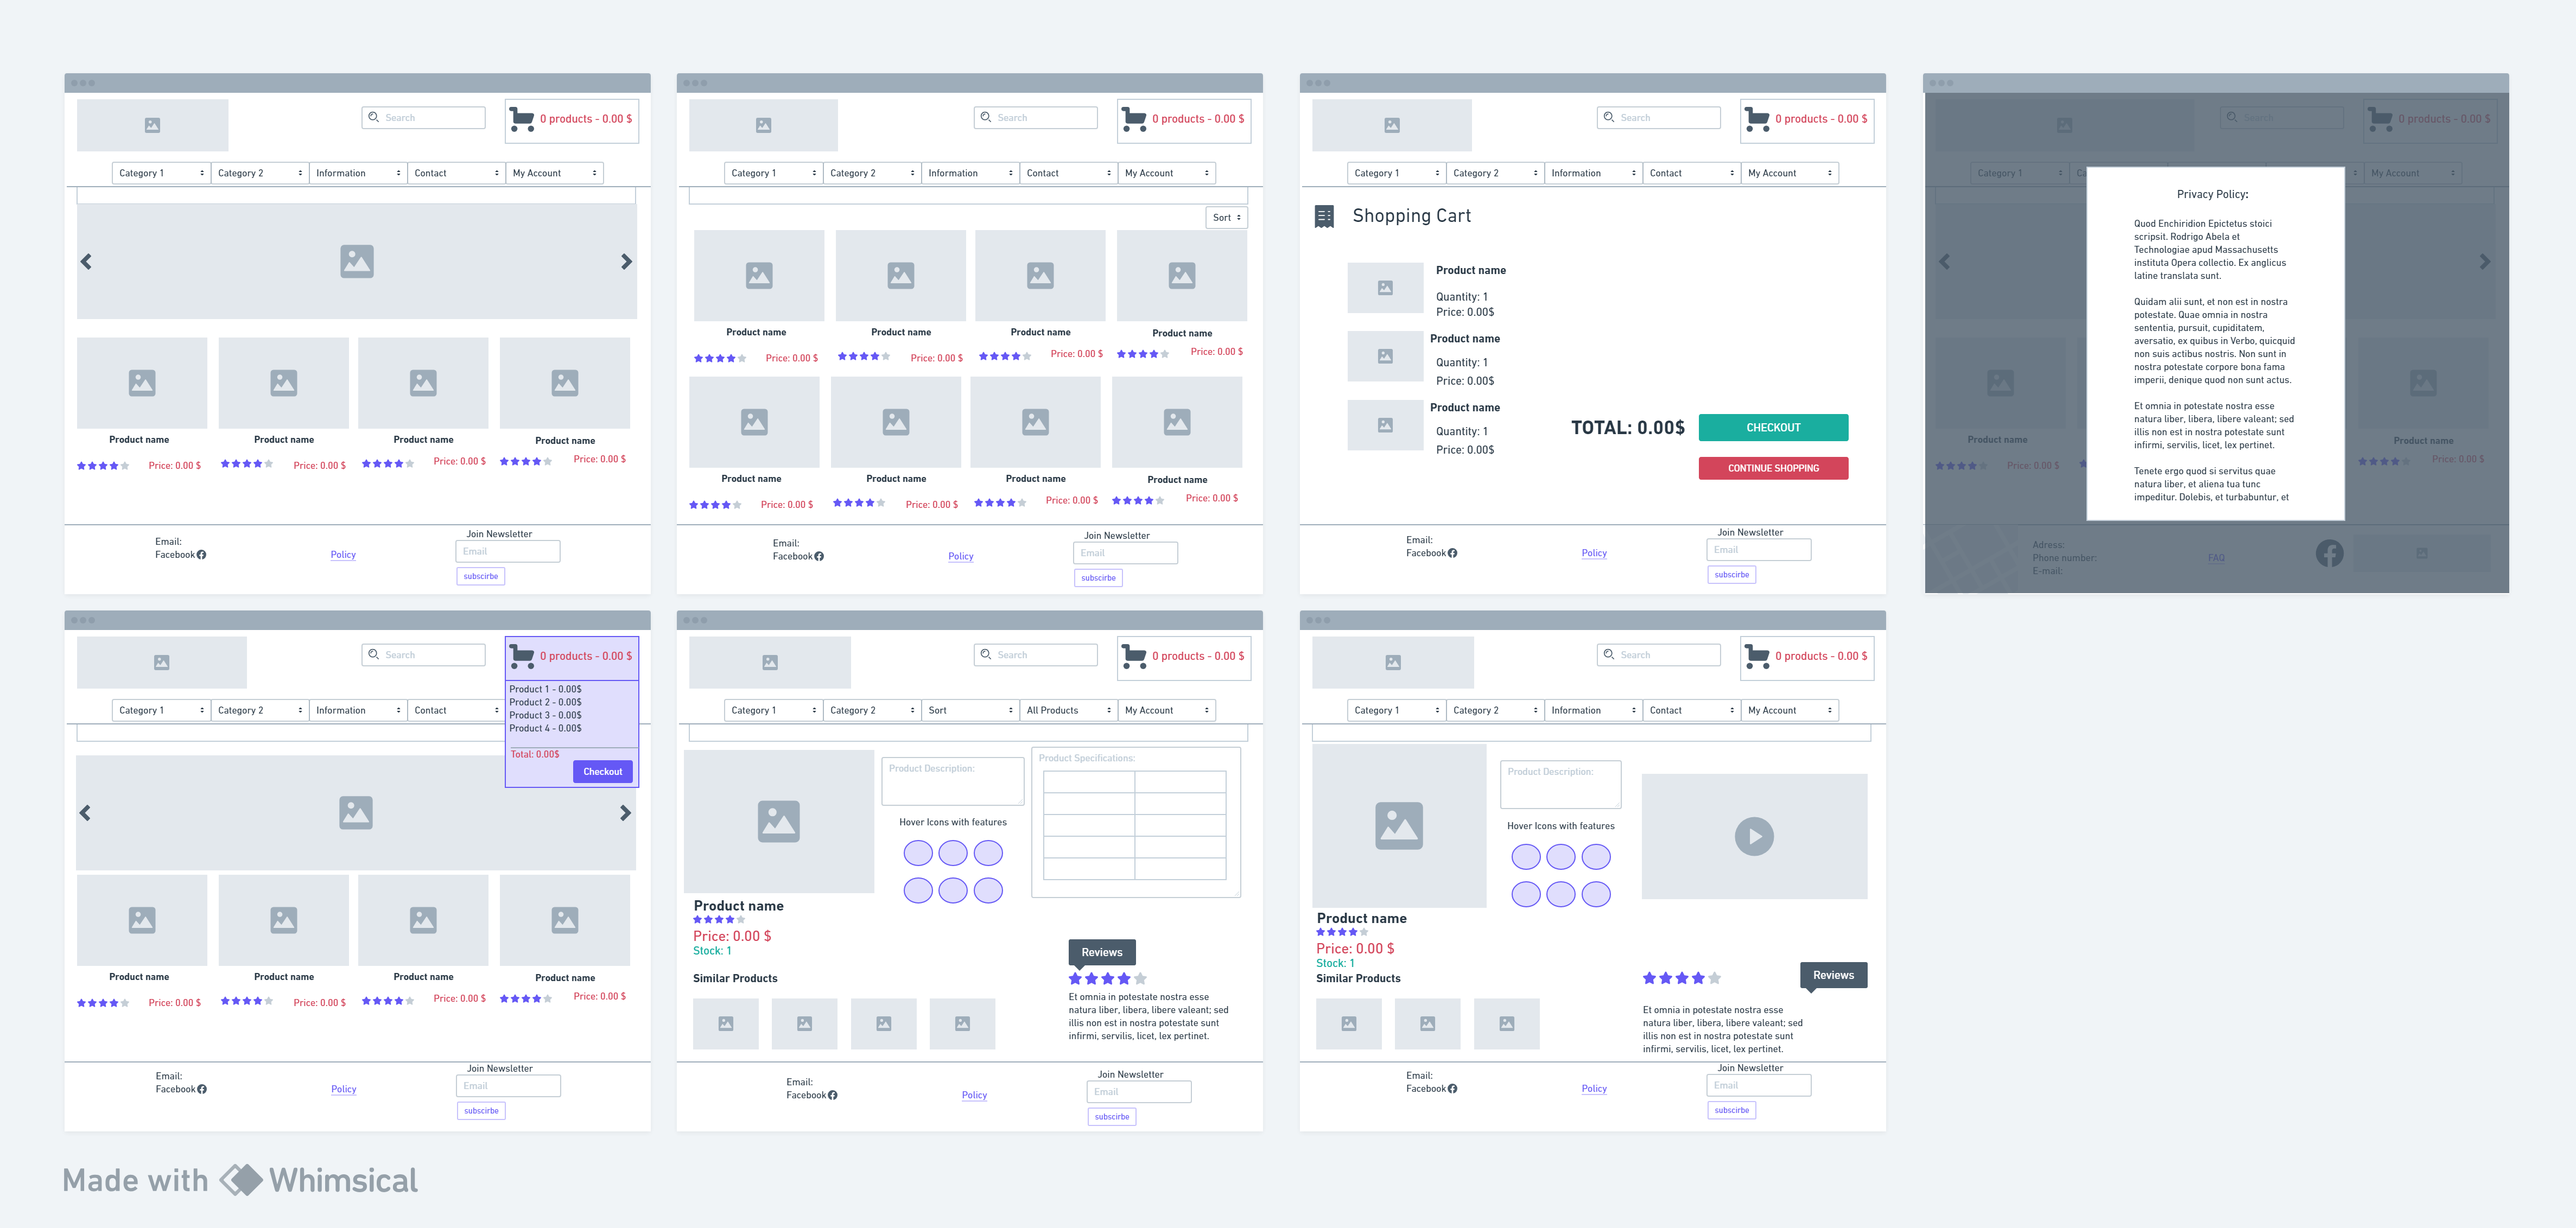 Search
0 products - 0.00 $
Category 1
Category 2
Information
Contact
My Account
Product name
Product name
Product name
Product name
Price: 0.00 $
Price: 0.00 $
Price: 0.00 $
Price: 0.00 $
Email:
Facebook
Policy
Join Newsletter
Email
subscirbe
Search
0 products - 0.00 $
Category 1
Category 2
Information
Contact
My Account
Sort
Product name
Product name
Product name
Product name
Price: 0.00 $
Price: 0.00 $
Price: 0.00 $
Price: 0.00 $
Product name
Product name
Product name
Product name
Price: 0.00 $
Price: 0.00 $
Price: 0.00 $
Price: 0.00 $
Email:
Facebook
Policy
Join Newsletter
Email
subscirbe
Search
0 products - 0.00 $
Category 1
Category 2
Information
Contact
My Account
Shopping Cart
Product name
Quantity: 1
Price: 0.00$
Product name
Quantity: 1
Price: 0.00$
Product name
Quantity: 1
Price: 0.00$
TOTAL: 0.00$
CHECKOUT
CONTINUE SHOPPING
Email:
Facebook
Policy
Join Newsletter
Email
subscirbe
Search
0 products - 0.00 $
Category 1
Ca
My Account
Privacy Policy:
Quod Enchiridion Epictetus stoici
scripsit. Rodrigo Abela et
Technologiae apud Massachusetts
instituta Opera collectio. Ex anglicus
latine translata sunt.
Quidam alii sunt, et non est in nostra
potestate. Quae omnia in nostra
sententia, pursuit, cupiditatem,
aversatio, ex quibus in Verbo, quicquid
non suis actibus nostris. Non sunt in
nostra potestate corpore bona fama
imperii, denique quod non sunt actus.
Et omnia in potestate nostra esse
natura liber, libera, libere valeant; sed
illis non est in nostra potestate sunt
infirmi, servilis, licet, lex pertinet.
Tenete ergo quod si servitus quae
natura liber, et aliena tua tunc
impeditur. Dolebis, et turbabuntur, et
Product name
Product name
Price: 0.00 $
Price: 0.00 $
Adress:
Phone number:
E-mail:
FAQ
Search
0 products - 0.00 $
Category 1
Category 2
Information
Contact
Product 1 - 0.00$
Product 2 - 0.00$
Product 3 - 0.00$
Product 4 - 0.00$
Total: 0.00$
Checkout
Product name
Product name
Product name
Product name
Price: 0.00 $
Price: 0.00 $
Price: 0.00 $
Price: 0.00 $
Email:
Facebook
Policy
Join Newsletter
Email
subscirbe
Search
0 products - 0.00 $
Category 1
Category 2
Sort
All Products
My Account
Product Description:
Product Specifications:
Hover Icons with features
Product name
Price: 0.00 $
Stock: 1
Similar Products
Reviews
Et omnia in potestate nostra esse
natura liber, libera, libere valeant; sed
illis non est in nostra potestate sunt
infirmi, servilis, licet, lex pertinet.
Email:
Facebook
Policy
Join Newsletter
Email
subscirbe
Search
0 products - 0.00 $
Category 1
Category 2
Information
Contact
My Account
Product Description:
Hover Icons with features
Product name
Price: 0.00 $
Stock: 1
Similar Products
Reviews
Et omnia in potestate nostra esse
natura liber, libera, libere valeant; sed
illis non est in nostra potestate sunt
infirmi, servilis, licet, lex pertinet.
Email:
Facebook
Policy
Join Newsletter
Email
subscirbe
Made with Whimsical